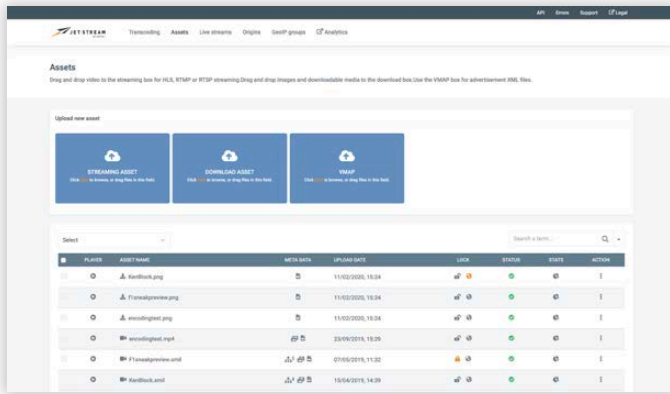 API Errors Support Legal
JET STREAM Transcoding Assets Live streams Origins GeoIP groups Analytics
Assets
Drag and drop video to the streaming box for HLS, RTMP or RTSP streaming.Drag and drop images and downloadable media to the download box.Use the VMAP box for advertisement XML files.
Upload new asset
STREAMING ASSET DOWNLOAD ASSET VMAP
Click to browse, or drag files in this field. Click to browse, or drag files in this field. Click to browse, or drag files in this field.
Select Search a term...
PLAYER ASSET NAME META DATA UPLOAD DATE LOCK STATUS STATS ACTION
KenBlock.png 11/02/2020, 15:24
f1sneakpreview.png 11/02/2020, 15:24
encodingtest.png 11/02/2020, 15:24
encodingtest.mp4 23/09/2019, 15:29
F1sneakpreview.smil 07/05/2019, 11:32
KenBlock.smil 15/04/2019, 14:39